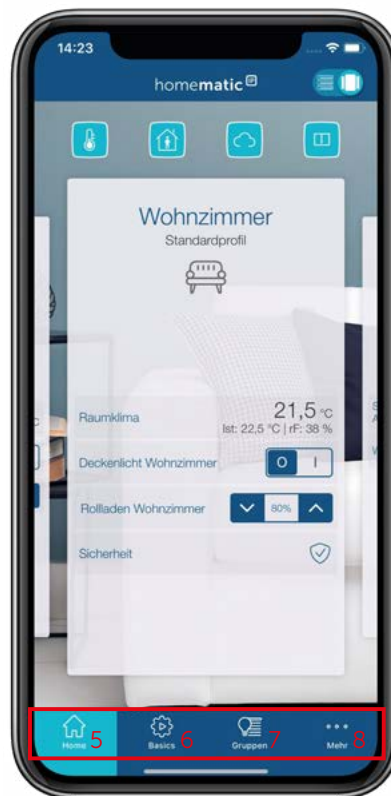 14:23
homematic IP
Wohnzimmer
Standardprofil
Raumklima 21,5 °C
Ist: 22,5 °C | rF: 38 %
Deckenlicht Wohnzimmer O I
Rollladen Wohnzimmer 80%
Sicherheit
5 6 7 8
Home Basics Gruppen Mehr